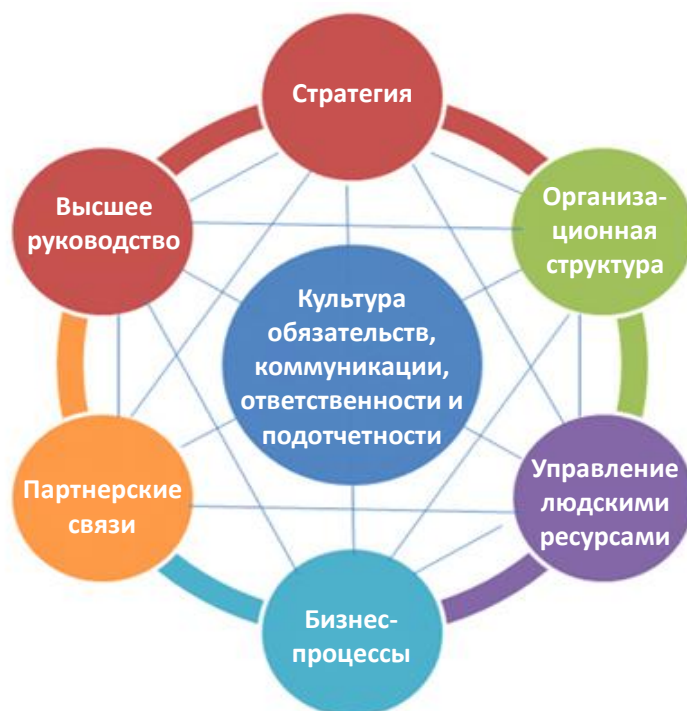 Стратегия
Высшее
руководство
Организа-
ционная
структура
Культура
обязательств,
коммуникации,
ответственности и
подотчетности
Партнерские
связи
Управление
людскими
ресурсами
Бизнес-
процессы